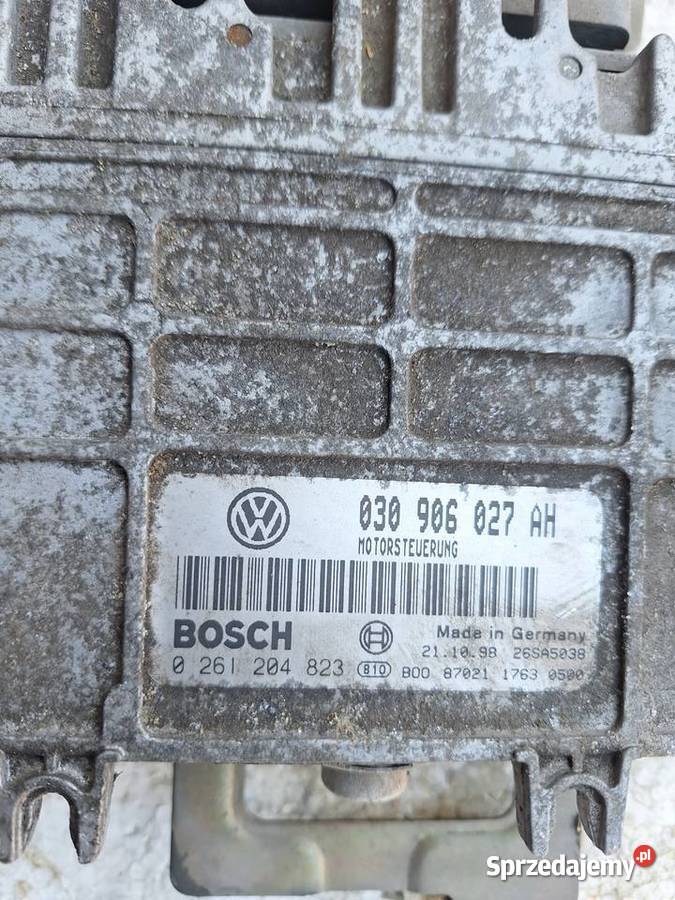 030 906 027 AH
MOTORSTEUERUNG
BOSCH
Made in Germany
21.10.98 26SA5038
0 261 204 823 B10 B00 87021 1763 0500
Sprzedajemy.pl